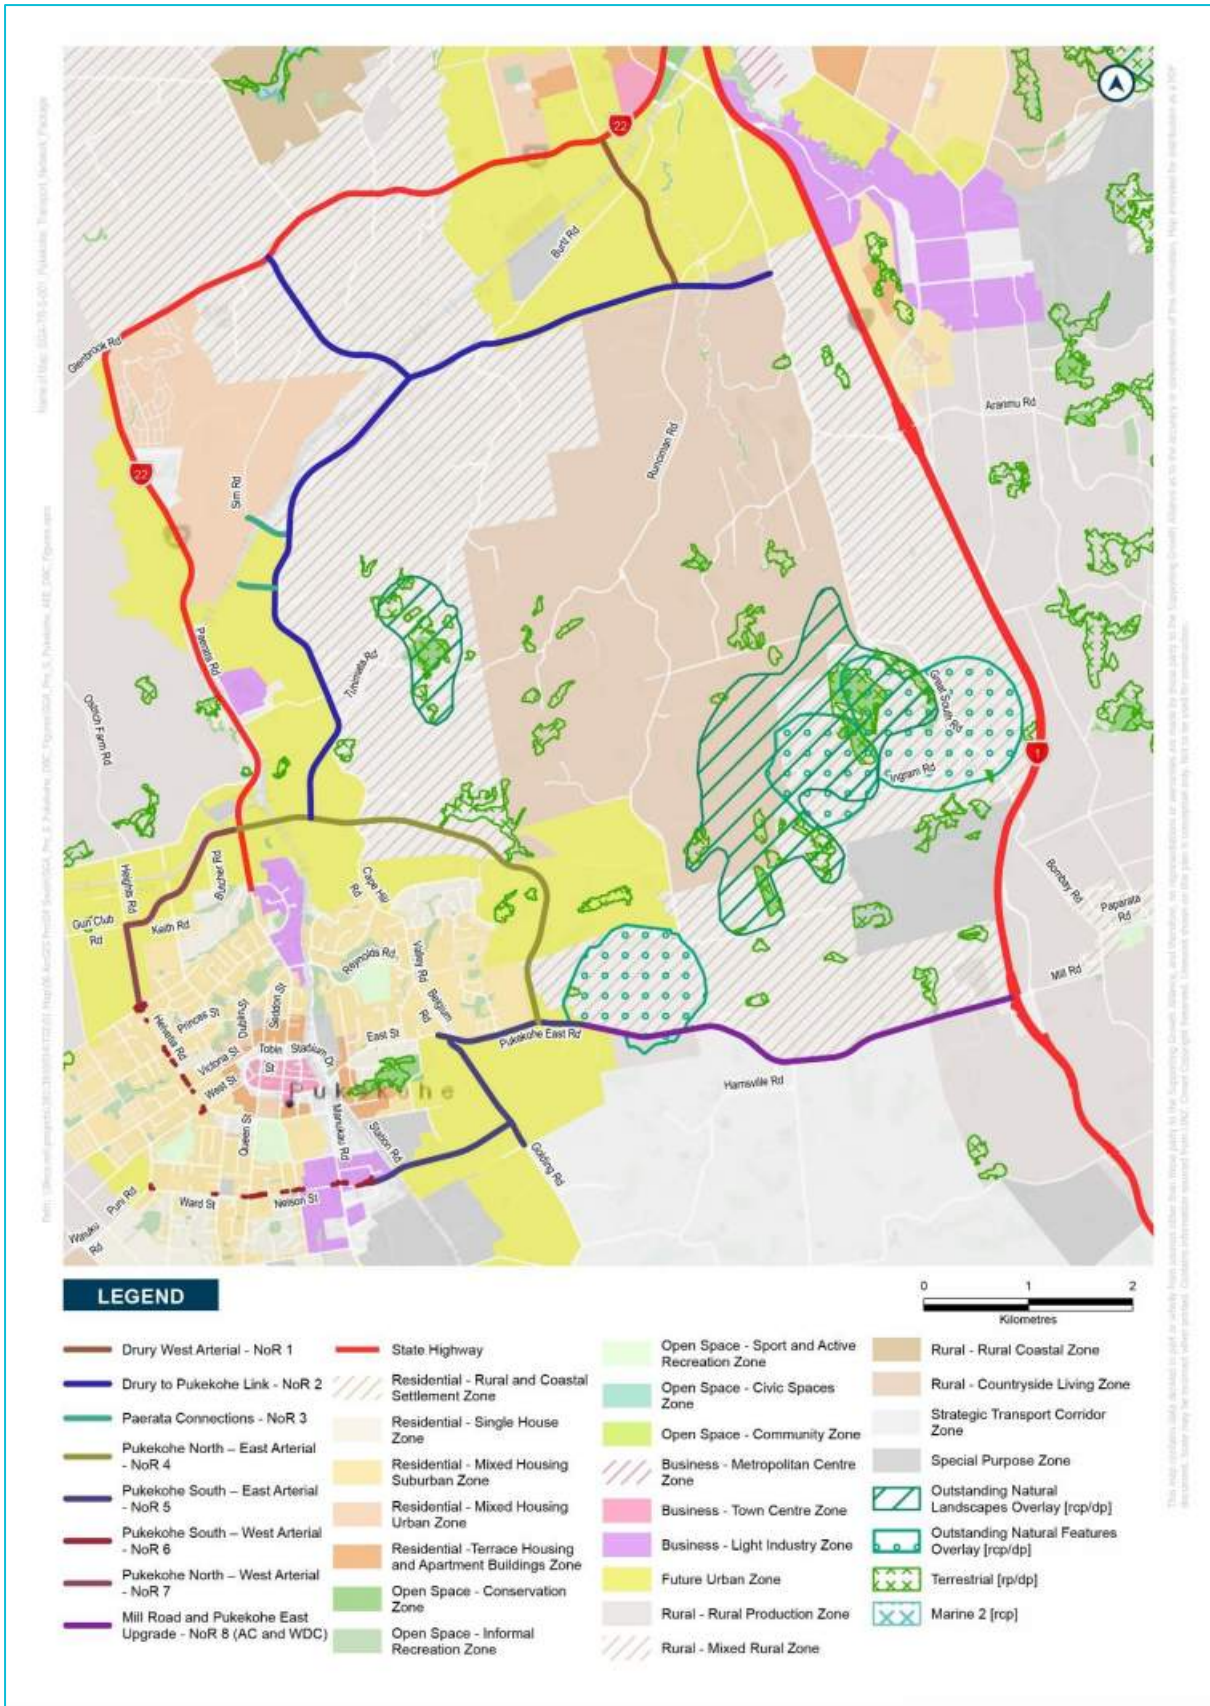 22
Burtt Rd
Glenbrook Rd
Ararimu Rd
Runciman Rd
22
Sim Rd
Paerata Rd
Tuhimata Rd
Great South Rd
Ostrich Farm Rd
1
Ingram Rd
Heights Rd
Butcher Rd
Cape Hill Rd
Bombay Rd
Paparata Rd
Gun Club Rd
Keith Rd
Reynolds Rd
Valley Rd
Mill Rd
Belgium Rd
Seddon St
Dublin St
Princes St
Helvetia Rd
East St
Pukekohe East Rd
Victoria St
Tobin St
Stadium Dr
West St
Harrisville Rd
Pukekohe
Queen St
Manukau Rd
Station Rd
Golding Rd
Puni Rd
Ward St
Nelson St
Waiuku Rd
LEGEND
0 1 2
Kilometres
Drury West Arterial - NoR 1
Drury to Pukekohe Link - NoR 2
Paerata Connections - NoR 3
Pukekohe North – East Arterial
- NoR 4
Pukekohe South – East Arterial
- NoR 5
Pukekohe South – West Arterial
- NoR 6
Pukekohe North – West Arterial
- NoR 7
Mill Road and Pukekohe East
Upgrade - NoR 8 (AC and WDC)
State Highway
Residential - Rural and Coastal
Settlement Zone
Residential - Single House
Zone
Residential - Mixed Housing
Suburban Zone
Residential - Mixed Housing
Urban Zone
Residential -Terrace Housing
and Apartment Buildings Zone
Open Space - Conservation
Zone
Open Space - Informal
Recreation Zone
Open Space - Sport and Active
Recreation Zone
Open Space - Civic Spaces
Zone
Open Space - Community Zone
Business - Metropolitan Centre
Zone
Business - Town Centre Zone
Business - Light Industry Zone
Future Urban Zone
Rural - Rural Production Zone
Rural - Mixed Rural Zone
Rural - Rural Coastal Zone
Rural - Countryside Living Zone
Strategic Transport Corridor
Zone
Special Purpose Zone
Outstanding Natural
Landscapes Overlay [rcp/dp]
Outstanding Natural Features
Overlay [rcp/dp]
Terrestrial [rp/dp]
Marine 2 [rcp]